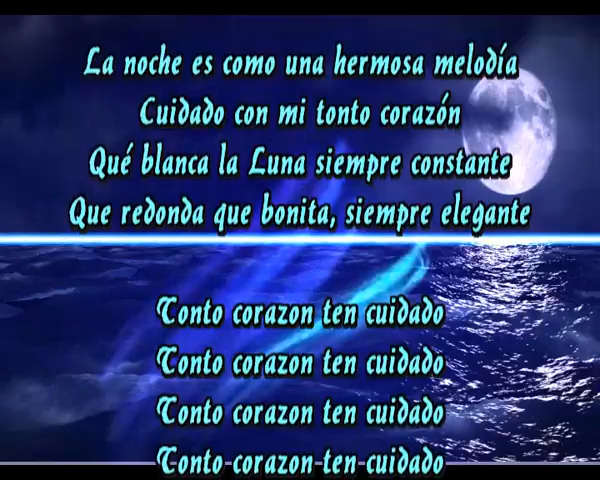 La noche es como una hermosa melodía
Cuidado con mi tonto corazón
Qué blanca la Luna siempre constante
Que redonda que bonita, siempre elegante
Tonto corazon ten cuidado
Tonto corazon ten cuidado
Tonto corazon ten cuidado
Tonto corazon ten cuidado